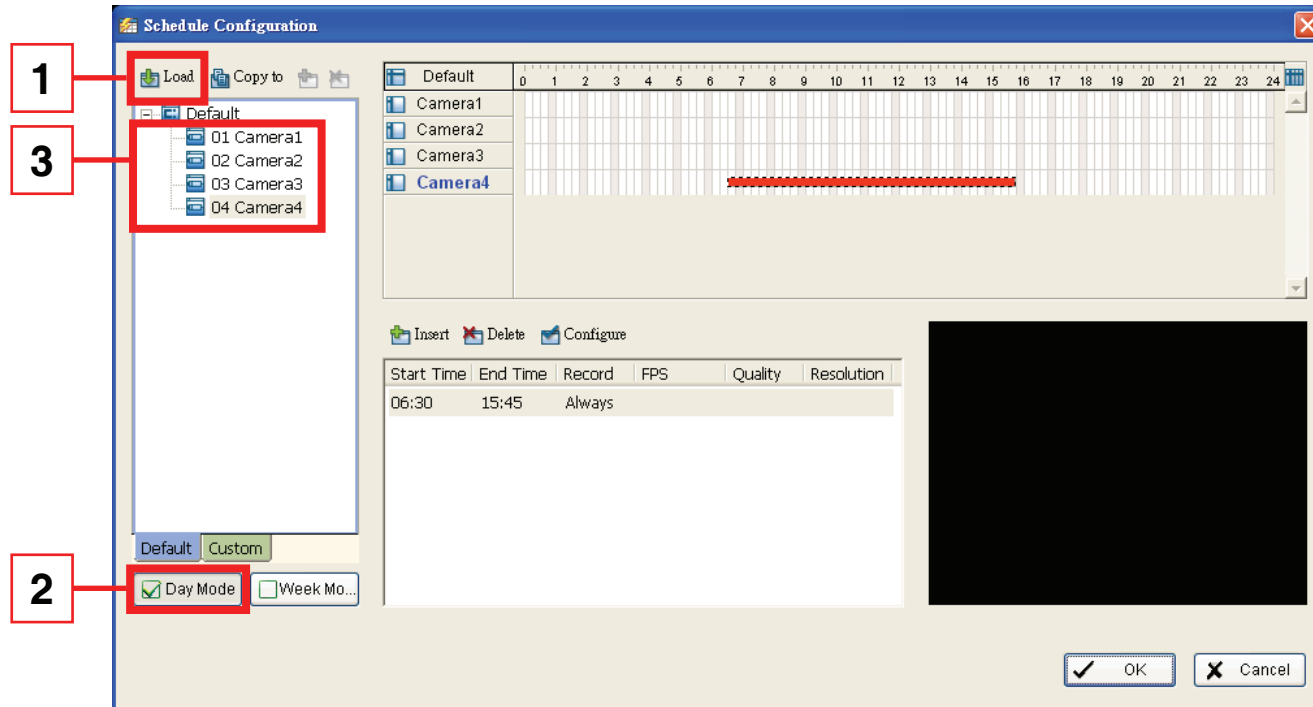 Schedule Configuration
1
Load Copy to
3
Default
01 Camera1
02 Camera2
03 Camera3
04 Camera4
Default Custom
2
Day Mode Week Mo...
Default 0 1 2 3 4 5 6 7 8 9 10 11 12 13 14 15 16 17 18 19 20 21 22 23 24
Camera1
Camera2
Camera3
Camera4
Insert Delete Configure
Start Time End Time Record FPS Quality Resolution
06:30 15:45 Always
OK Cancel